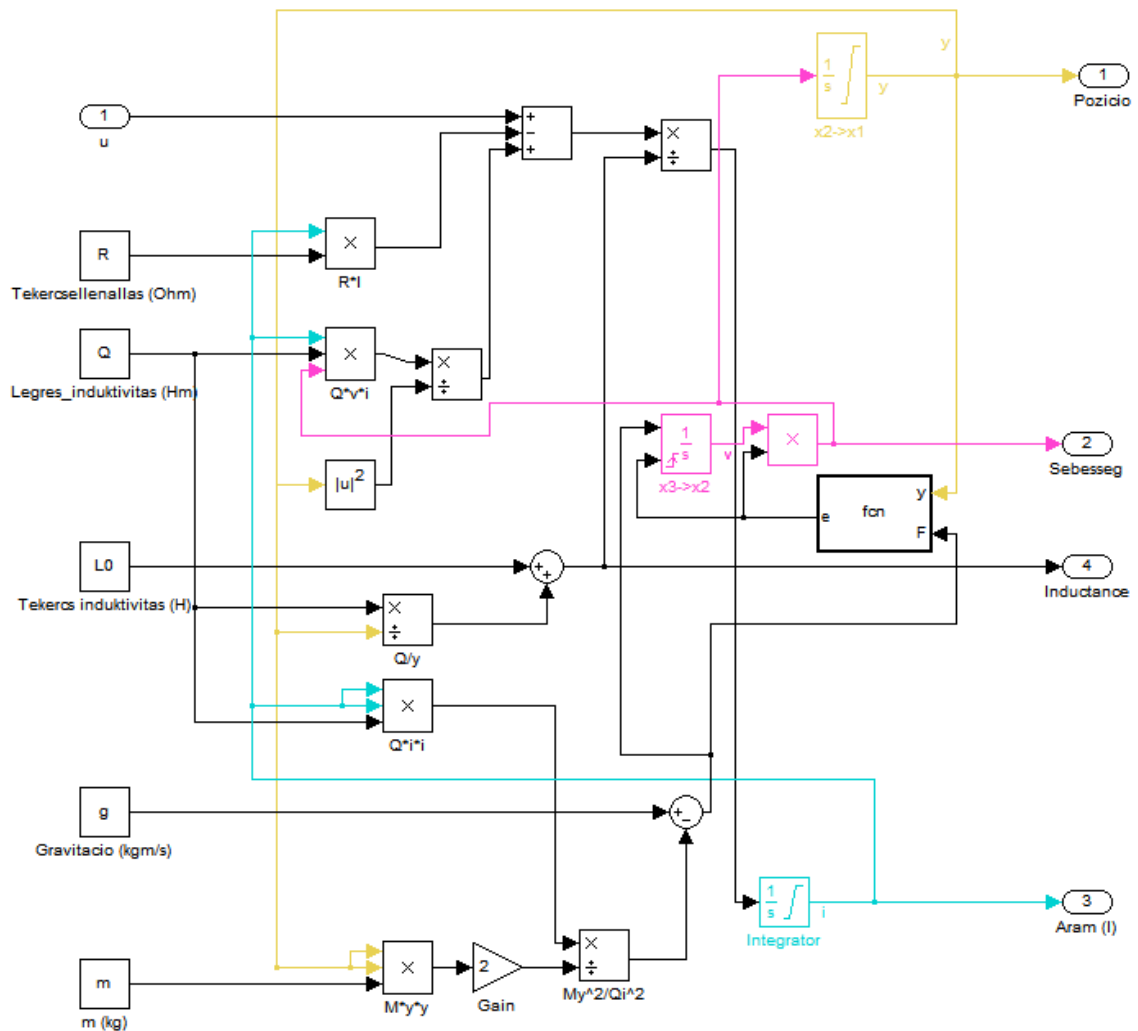 y
1
s
y
x2->x1
1
Pozicio
1
u
+
−
+
×
÷
R
Tekercsellenallas (Ohm)
×
R*I
Q
Legres_induktivitas (Hm)
×
Q*v*i
×
÷
|u|²
1
s
v
x3->x2
×
2
Sebesseg
e
fcn
y
F
L0
Tekercs induktivitas (H)
+
+
4
Inductance
×
÷
Q/y
×
Q*i*i
g
Gravitacio (kgm/s)
+
−
1
s
i
Integrator
3
Aram (I)
m
m (kg)
×
M*y*y
2
Gain
×
÷
My^2/Qi^2